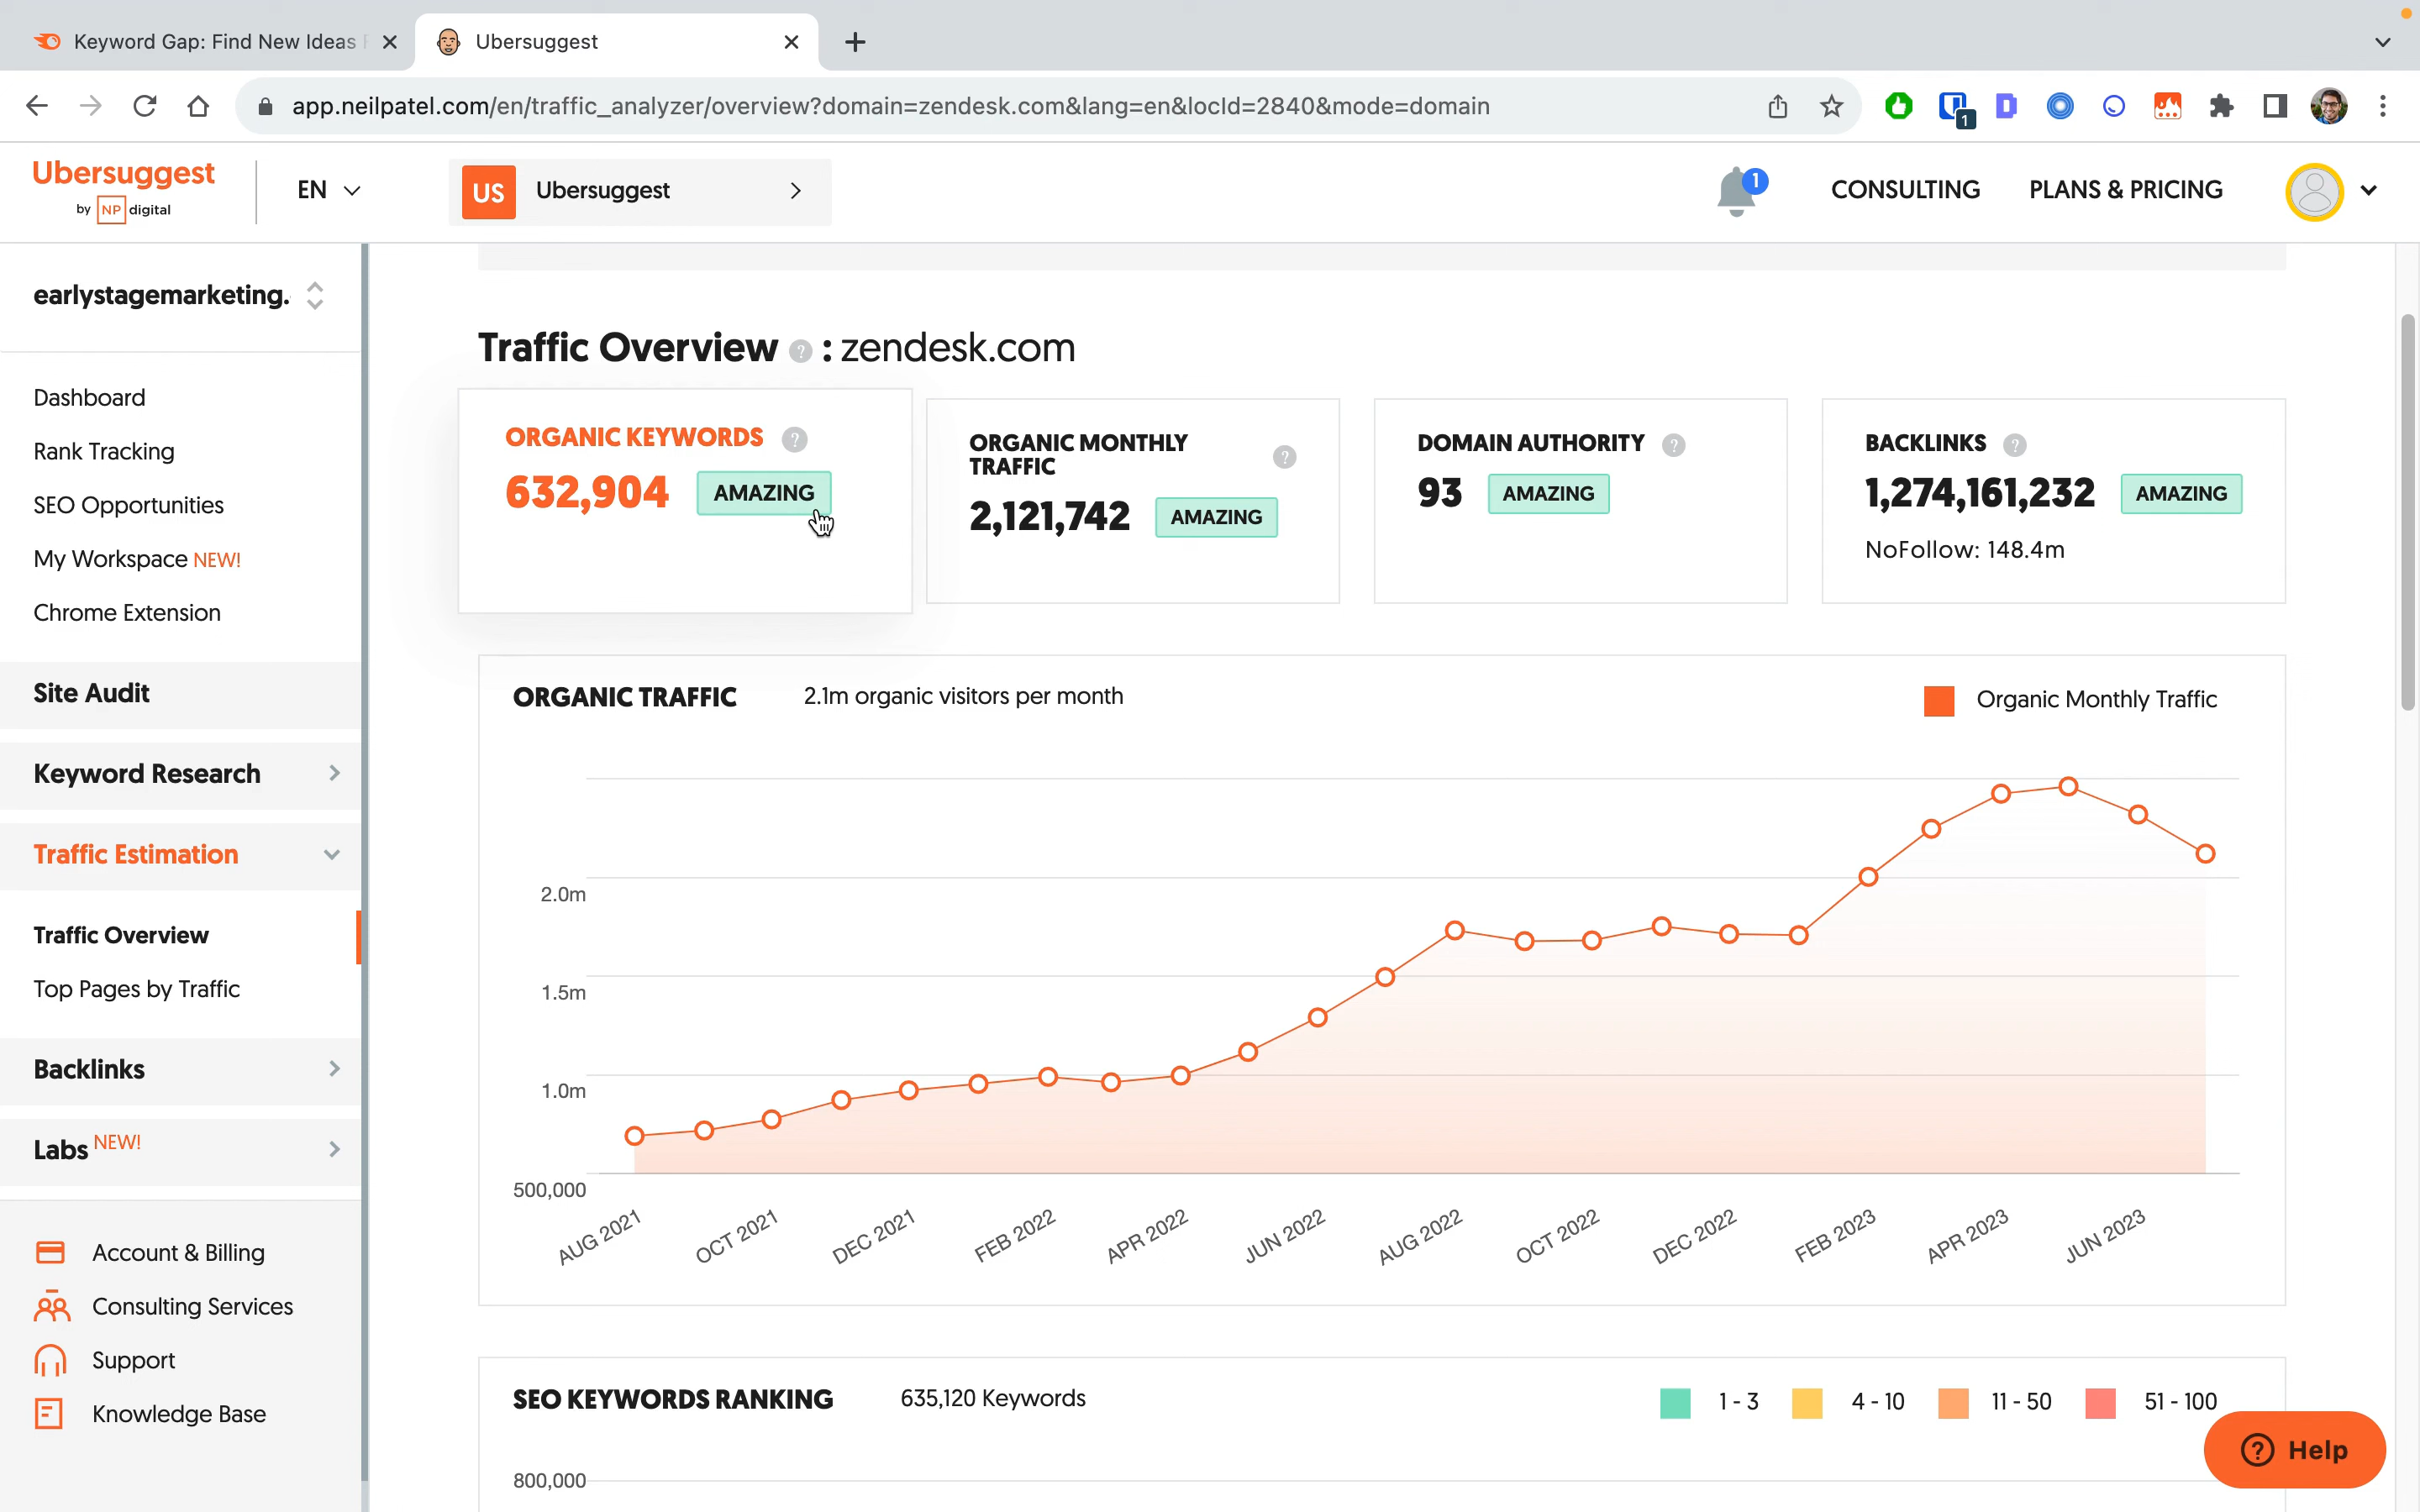 Keyword Gap: Find New Ideas
Ubersuggest
app.neilpatel.com/en/traffic_analyzer/overview?domain=zendesk.com&lang=en&locId=2840&mode=domain
1
Ubersuggest
by NP digital
EN
US
Ubersuggest
1
CONSULTING
PLANS & PRICING
earlystagemarketing.
Dashboard
Rank Tracking
SEO Opportunities
My Workspace NEW!
Chrome Extension
Site Audit
Keyword Research
Traffic Estimation
Traffic Overview
Top Pages by Traffic
Backlinks
Labs NEW!
Account & Billing
Consulting Services
Support
Knowledge Base
Traffic Overview ? : zendesk.com
ORGANIC KEYWORDS ?
632,904 AMAZING
ORGANIC MONTHLY
TRAFFIC ?
2,121,742 AMAZING
DOMAIN AUTHORITY ?
93 AMAZING
BACKLINKS ?
1,274,161,232 AMAZING
NoFollow: 148.4m
ORGANIC TRAFFIC 2.1m organic visitors per month
Organic Monthly Traffic
2.0m
1.5m
1.0m
500,000
AUG 2021
OCT 2021
DEC 2021
FEB 2022
APR 2022
JUN 2022
AUG 2022
OCT 2022
DEC 2022
FEB 2023
APR 2023
JUN 2023
SEO KEYWORDS RANKING 635,120 Keywords
1 - 3
4 - 10
11 - 50
51 - 100
800,000
? Help